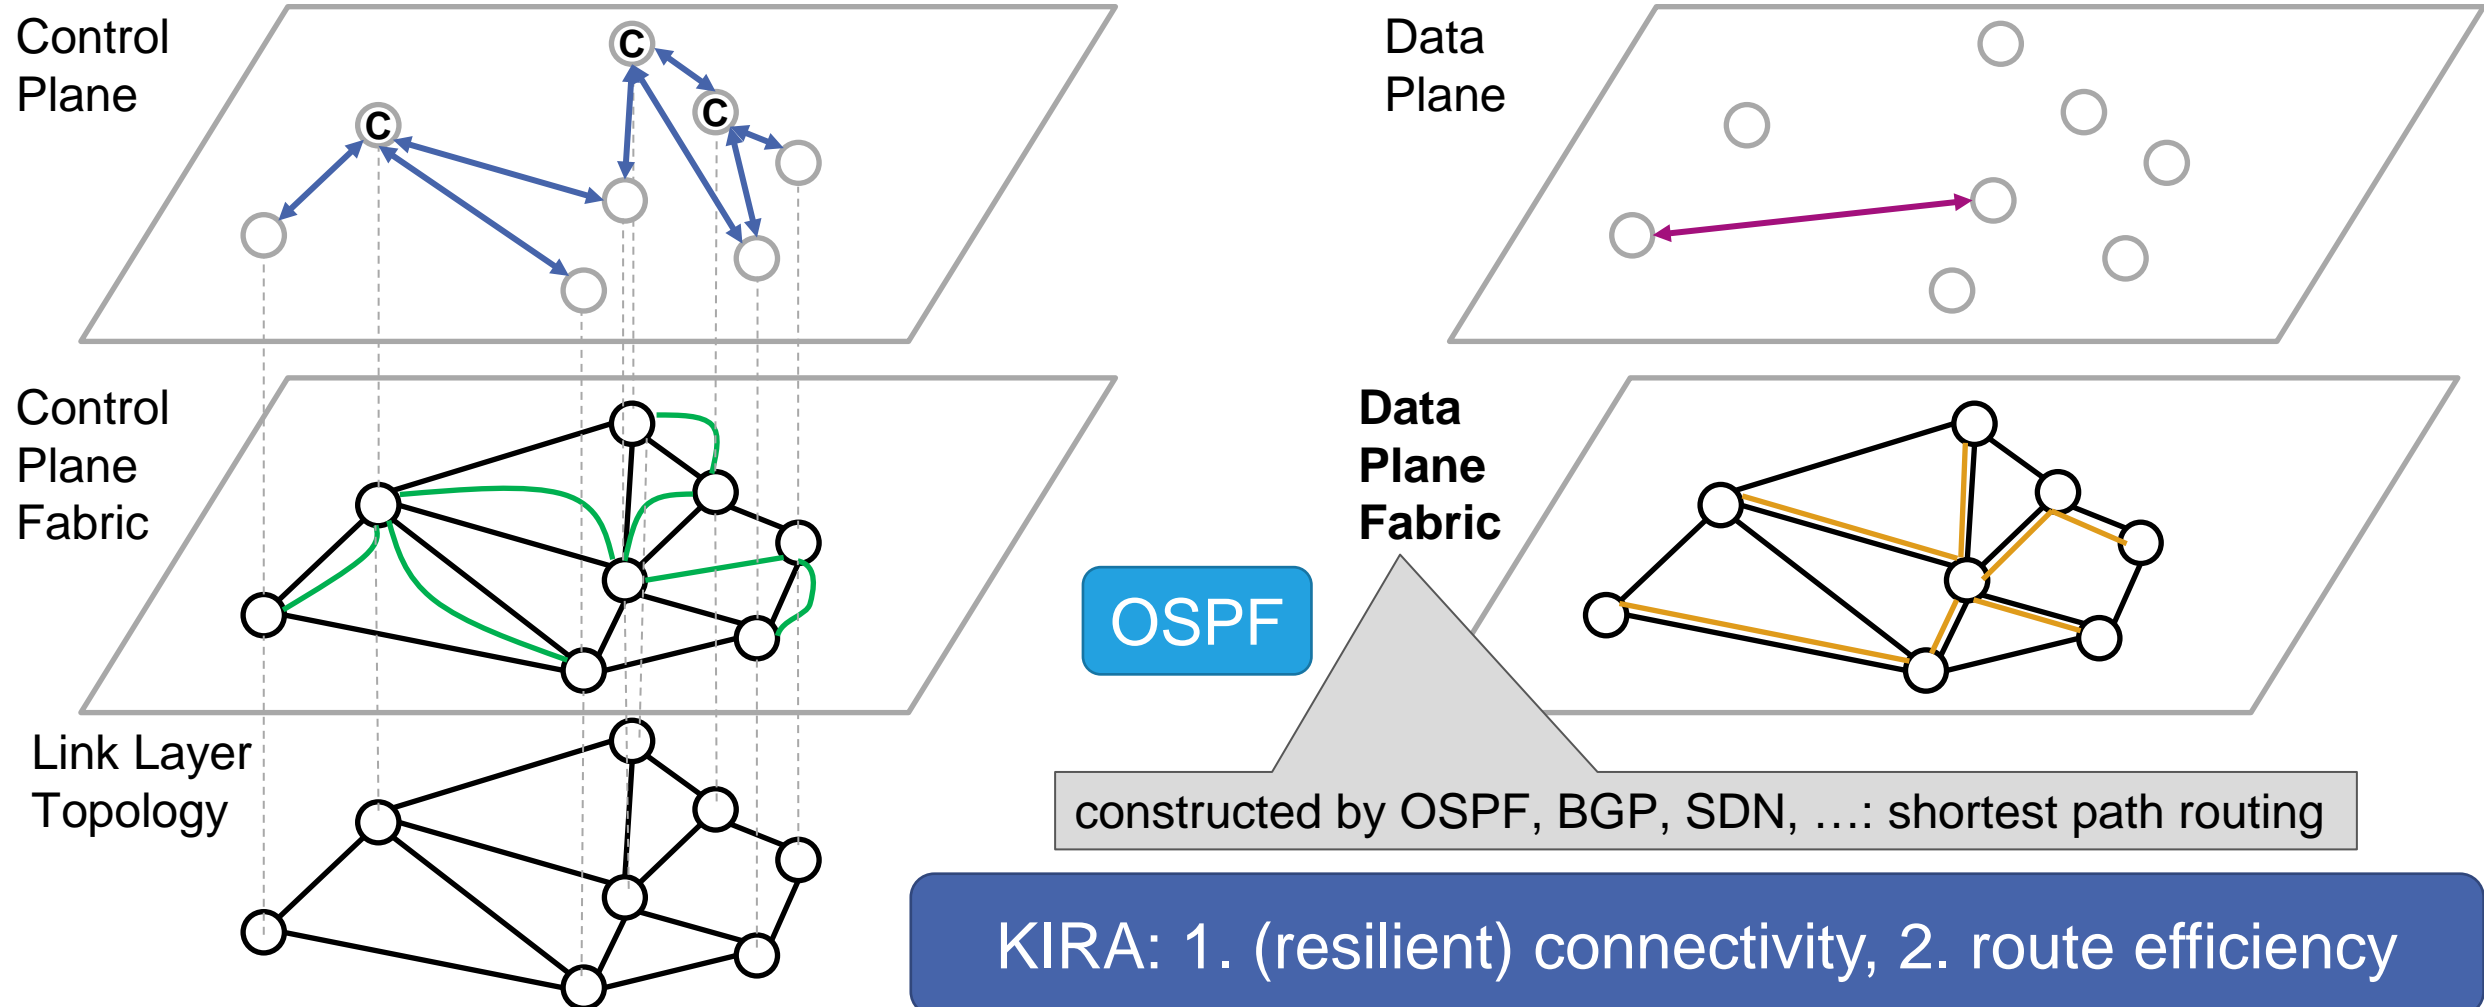 Control
Plane
C
C
C
Data
Plane
Control
Plane
Fabric
Data
Plane
Fabric
OSPF
Link Layer
Topology
constructed by OSPF, BGP, SDN, …: shortest path routing
KIRA: 1. (resilient) connectivity, 2. route efficiency